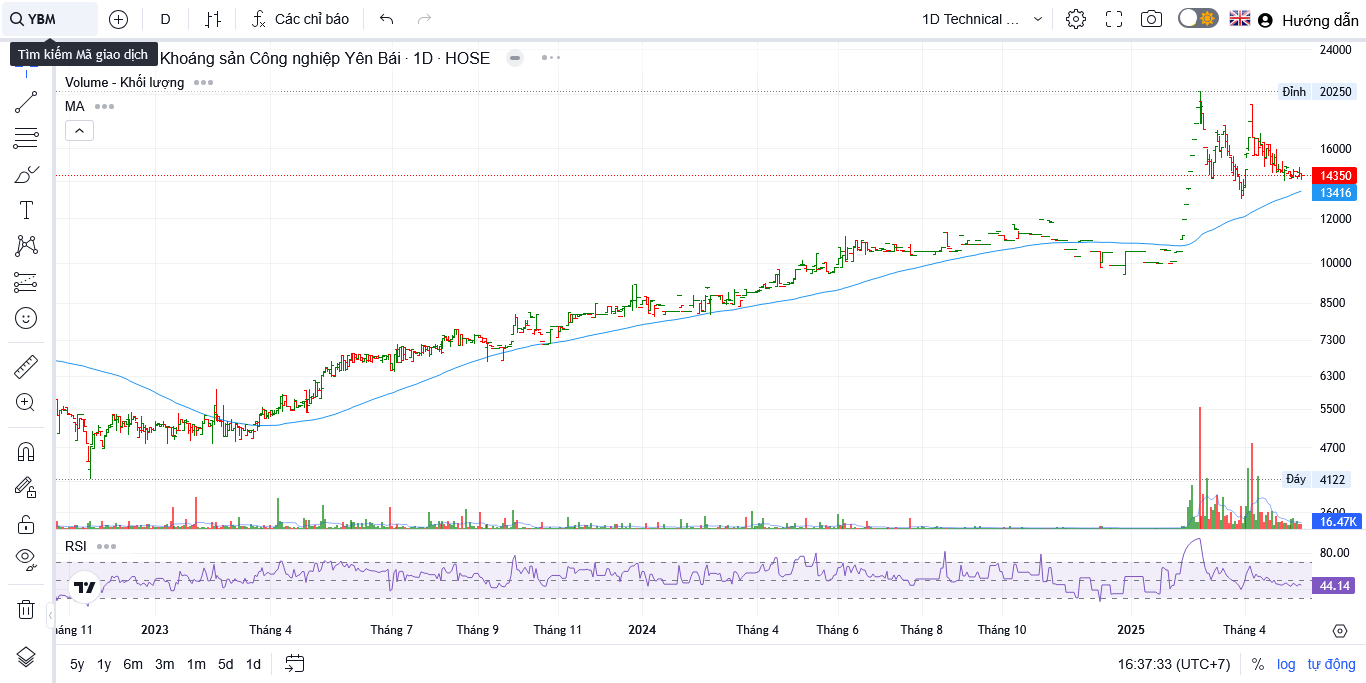 YBM
D
Các chỉ báo
1D Technical ...
Hướng dẫn
Tìm kiếm Mã giao dịch
Khoáng sản Công nghiệp Yên Bái · 1D · HOSE
Volume - Khối lượng
MA
24000
Đỉnh 20250
16000
14350
13416
12000
10000
8500
7300
6300
5500
4700
Đáy 4122
3600
16.47K
RSI
80.00
44.14
háng 11
2023
Tháng 4
Tháng 7
Tháng 9
Tháng 11
2024
Tháng 4
Tháng 6
Tháng 8
Tháng 10
2025
Tháng 4
5y 1y 6m 3m 1m 5d 1d
16:37:33 (UTC+7)
% log tự động